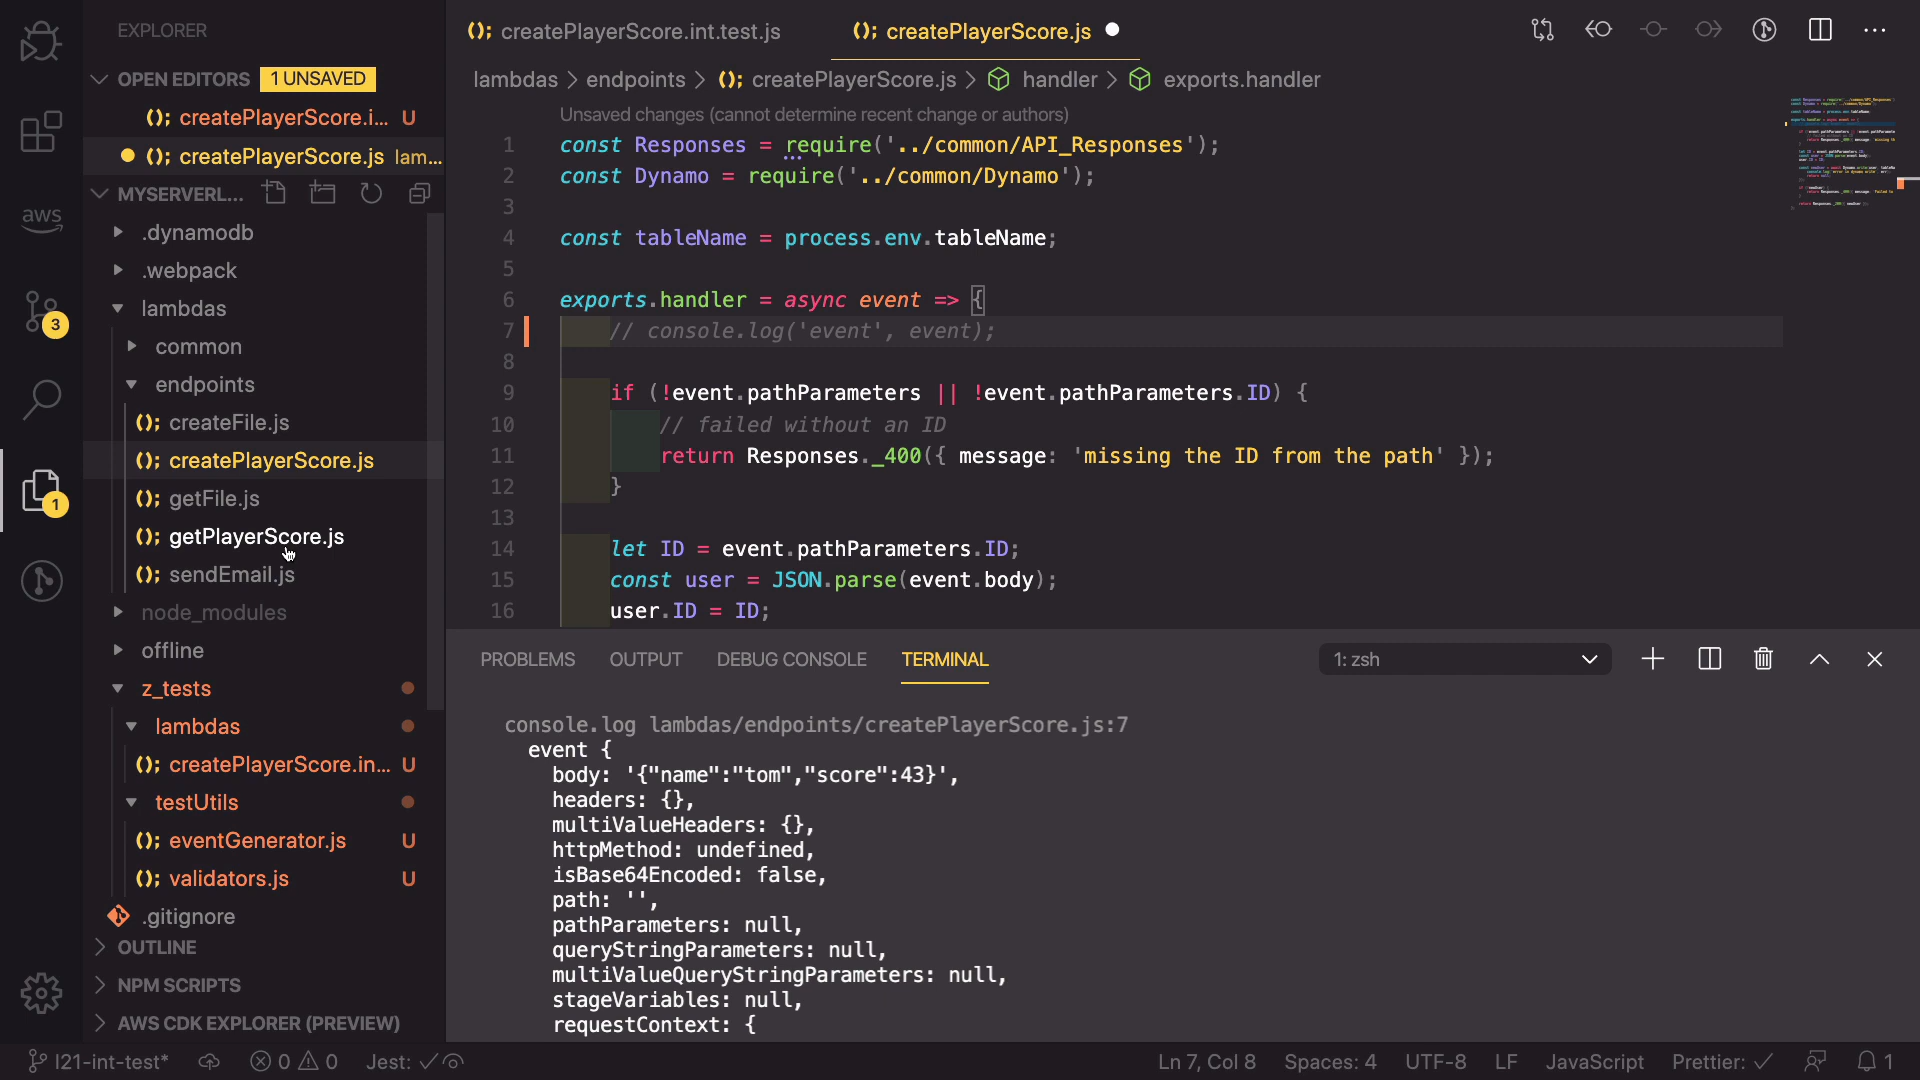 EXPLORER
OPEN EDITORS 1 UNSAVED
createPlayerScore.i... U
createPlayerScore.js lam...
MYSERVERL...
.dynamodb
.webpack
lambdas
common
endpoints
createFile.js
createPlayerScore.js
getFile.js
getPlayerScore.js
sendEmail.js
node_modules
offline
z_tests
lambdas
createPlayerScore.in... U
testUtils
eventGenerator.js U
validators.js U
.gitignore
OUTLINE
NPM SCRIPTS
AWS CDK EXPLORER (PREVIEW)
aws
3
1
(); createPlayerScore.int.test.js
(); createPlayerScore.js
lambdas > endpoints > (); createPlayerScore.js > handler > exports.handler
Unsaved changes (cannot determine recent change or authors)
1 const Responses = require('../common/API_Responses');
2 const Dynamo = require('../common/Dynamo');
3
4 const tableName = process.env.tableName;
5
6 exports.handler = async event => {
7 // console.log('event', event);
8
9 if (!event.pathParameters || !event.pathParameters.ID) {
10 // failed without an ID
11 return Responses._400({ message: 'missing the ID from the path' });
12 }
13
14 let ID = event.pathParameters.ID;
15 const user = JSON.parse(event.body);
16 user.ID = ID;
PROBLEMS OUTPUT DEBUG CONSOLE TERMINAL 1: zsh
console.log lambdas/endpoints/createPlayerScore.js:7
event {
body: '{"name":"tom","score":43}',
headers: {},
multiValueHeaders: {},
httpMethod: undefined,
isBase64Encoded: false,
path: '',
pathParameters: null,
queryStringParameters: null,
multiValueQueryStringParameters: null,
stageVariables: null,
requestContext: {
l21-int-test* 0 0 Jest: Ln 7, Col 8 Spaces: 4 UTF-8 LF JavaScript Prettier: 1